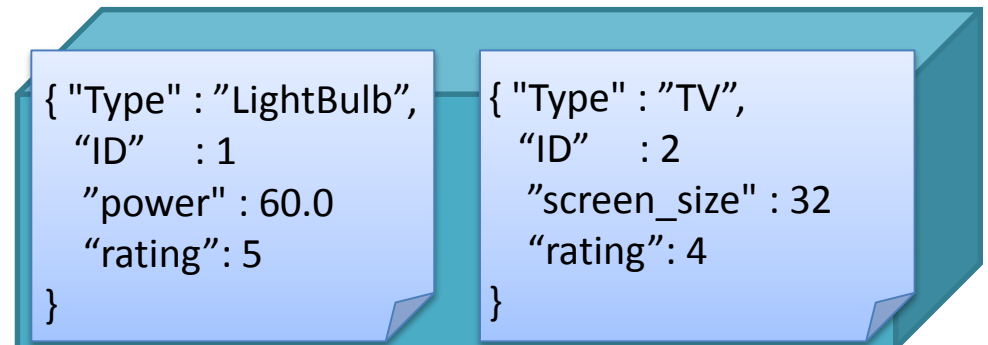 { "Type" : ”LightBulb”,
“ID” : 1
”power" : 60.0
“rating”: 5
}
{ "Type" : ”TV”,
“ID” : 2
”screen_size" : 32
“rating”: 4
}